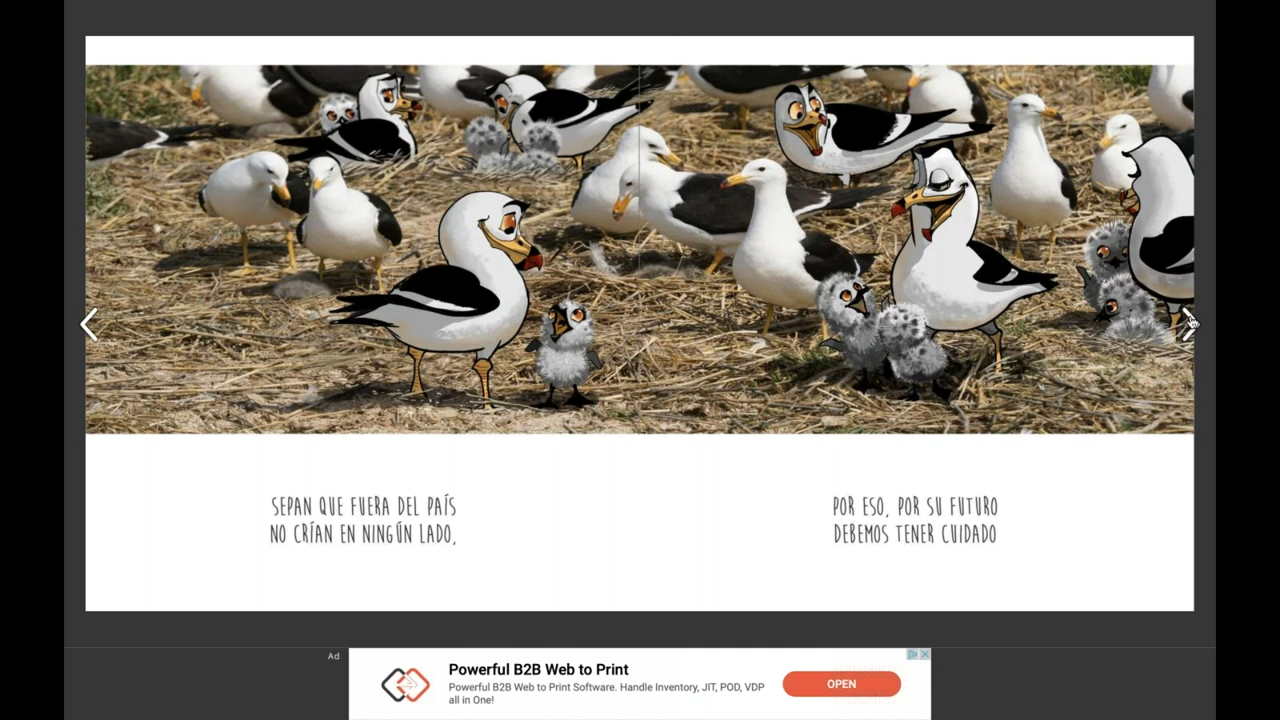 SEPAN QUE FUERA DEL PAÍS
NO CRÍAN EN NINGÚN LADO,
POR ESO, POR SU FUTURO
DEBEMOS TENER CUIDADO
Ad
Powerful B2B Web to Print
Powerful B2B Web to Print Software. Handle Inventory, JIT, POD, VDP
all in One!
OPEN